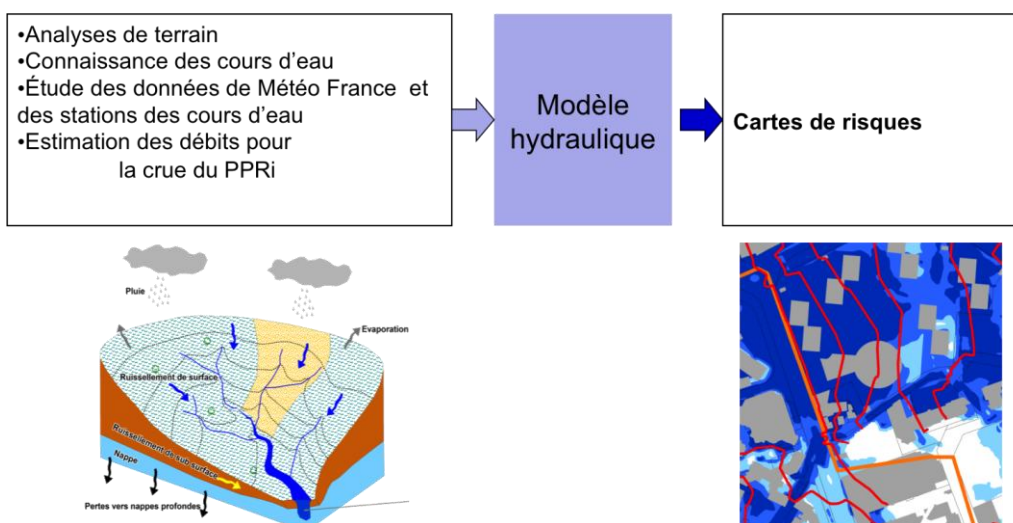 •Analyses de terrain
•Connaissance des cours d'eau
•Étude des données de Météo France et
des stations des cours d'eau
•Estimation des débits pour
la crue du PPRi
Modèle
hydraulique
Cartes de risques
Pluie
Evaporation
Ruissellement de surface
Ruissellement de sub surface
Nappe
Pertes vers nappes profondes